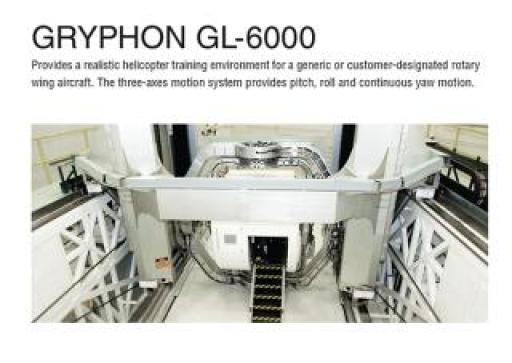 GRYPHON GL-6000
Provides a realistic helicopter training environment for a generic or customer-designated rotary
wing aircraft. The three-axes motion system provides pitch, roll and continuous yaw motion.